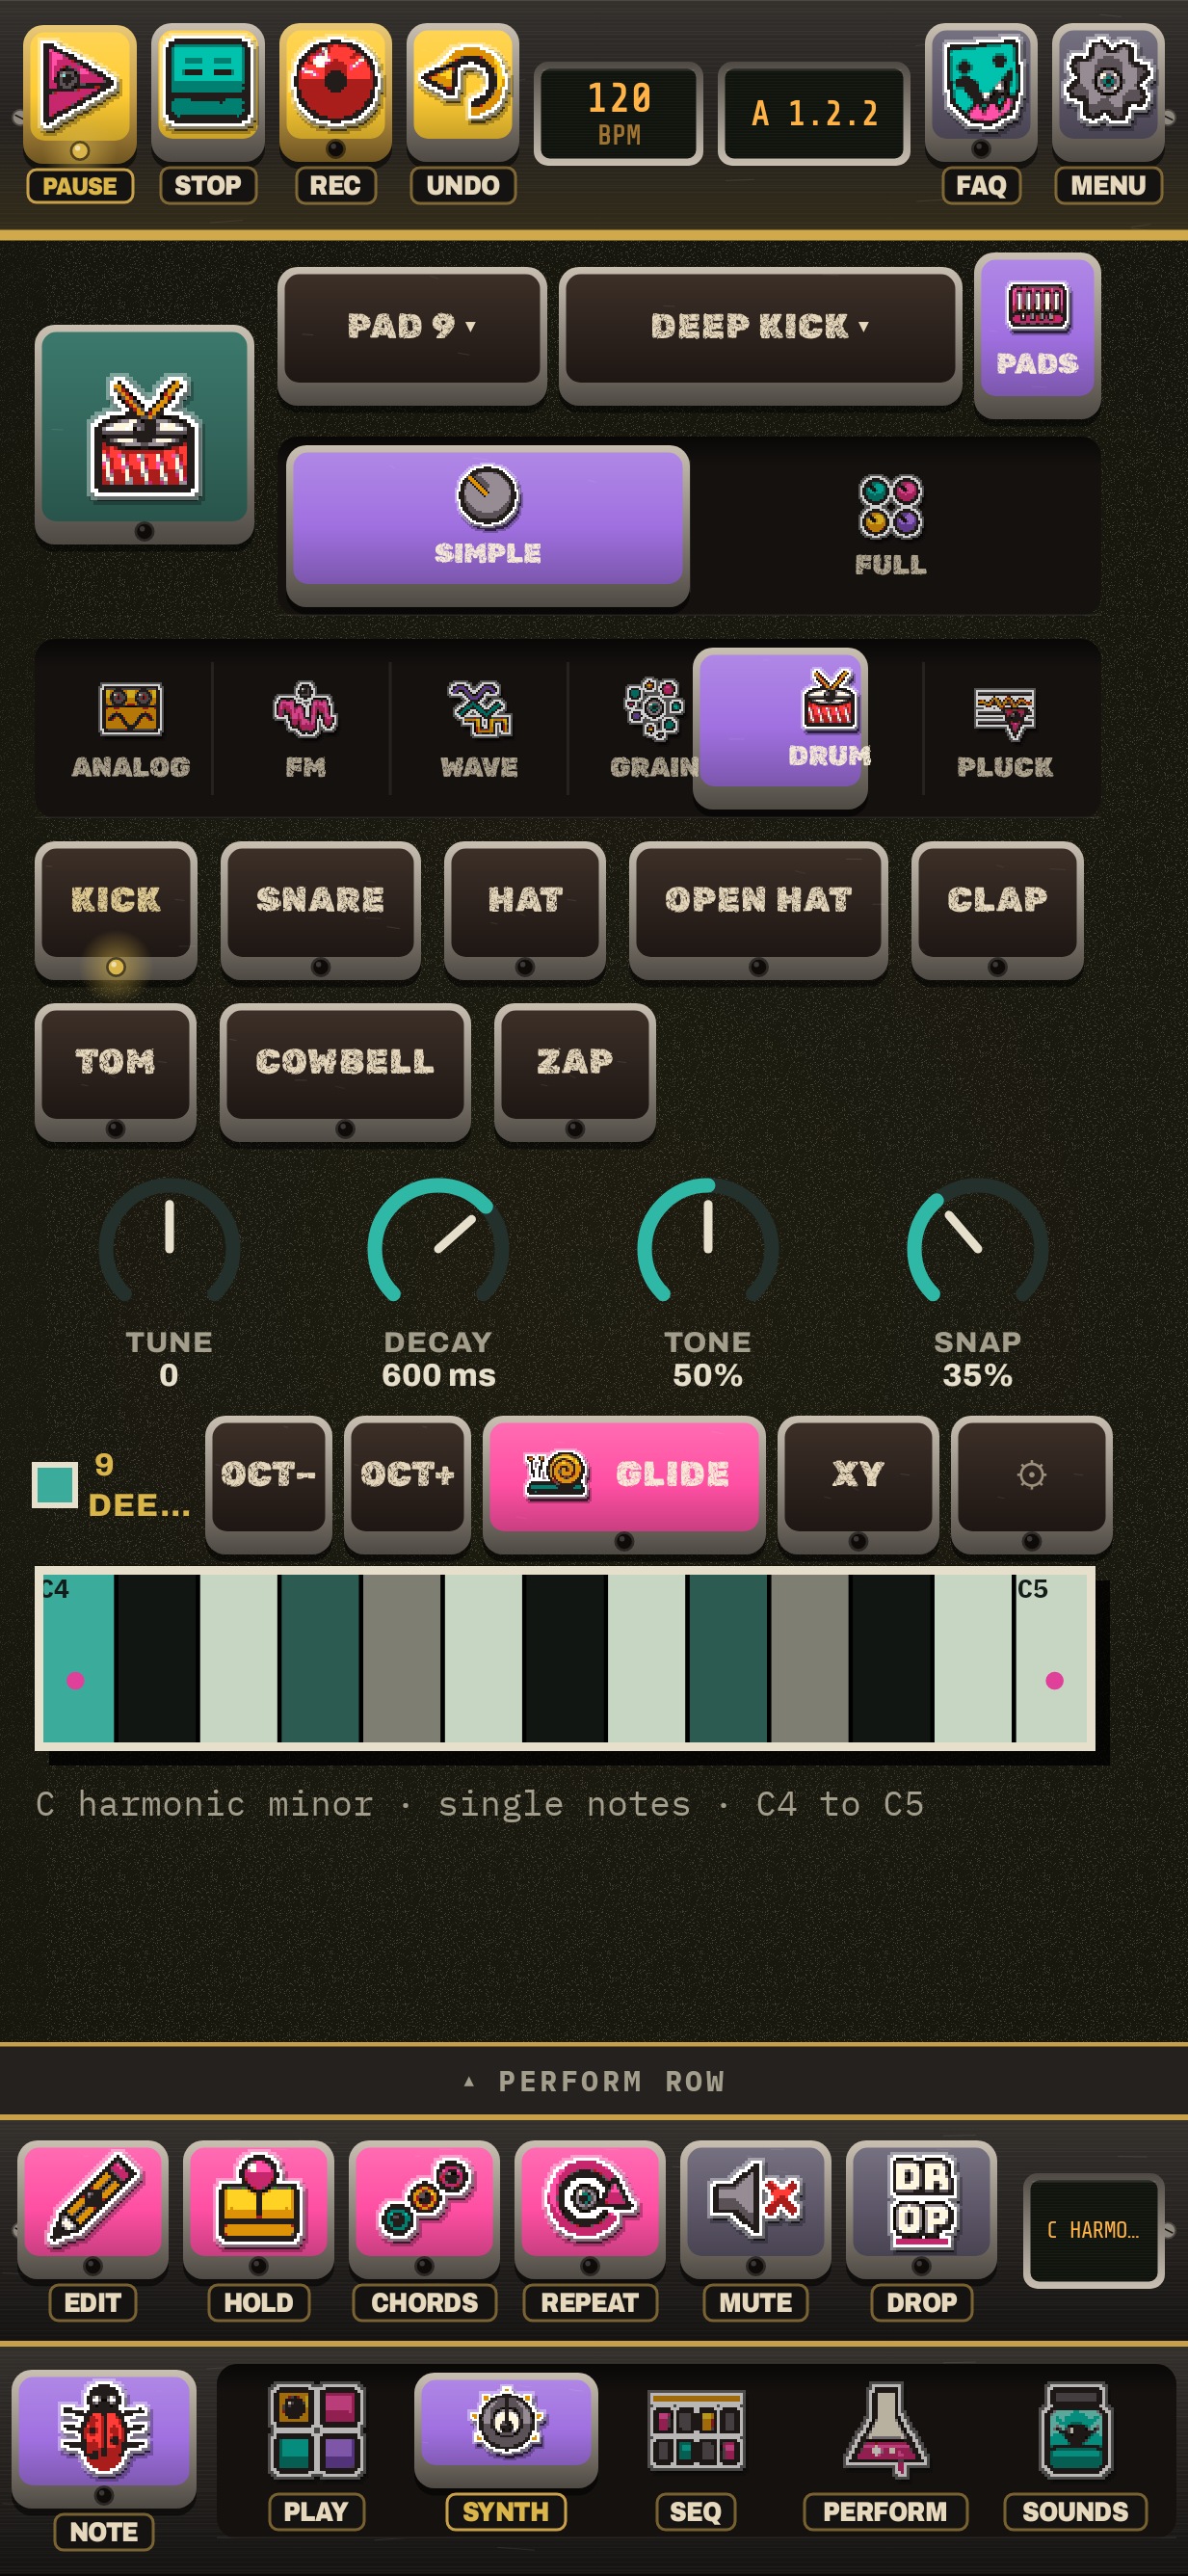 PAUSE STOP REC UNDO
120
BPM
A 1.2.2
FAQ MENU
PAD 9 ▾
DEEP KICK ▾
PADS
SIMPLE
FULL
ANALOG FM WAVE GRAIN DRUM PLUCK
KICK SNARE HAT OPEN HAT CLAP
TOM COWBELL ZAP
TUNE DECAY TONE SNAP
0 600 ms 50% 35%
9
DEE...
OCT- OCT+ GLIDE XY
C4 C5
C harmonic minor · single notes · C4 to C5
▴ PERFORM ROW
DR
OP
C HARMO...
EDIT HOLD CHORDS REPEAT MUTE DROP
NOTE PLAY SYNTH SEQ PERFORM SOUNDS